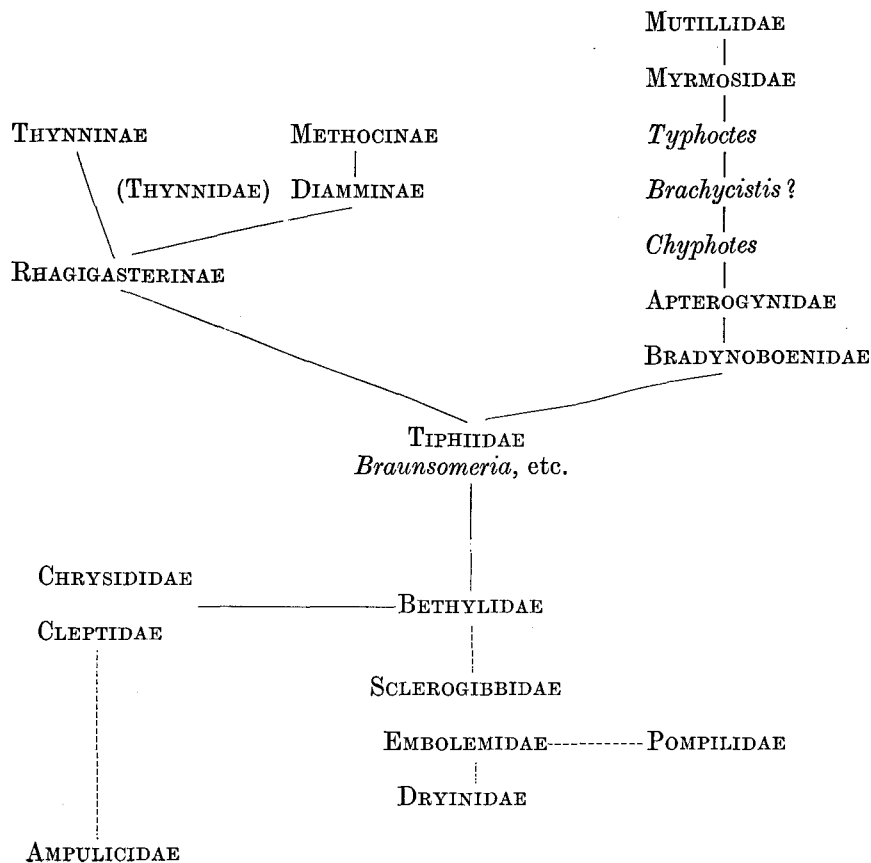 MUTILLIDAE
MYRMOSIDAE
THYNNINAE METHOCINAE Typhoctes
(THYNNIDAE) DIAMMINAE Brachycistis ?
Chyphotes
RHAGIGASTERINAE
APTEROGYNIDAE
BRADYNOBOENIDAE
TIPHIIDAE
Braunsomeria, etc.
CHRYSIDIDAE
BETHYLIDAE
CLEPTIDAE
SCLEROGIBBIDAE
EMBOLEMIDAE POMPILIDAE
DRYINIDAE
AMPULICIDAE